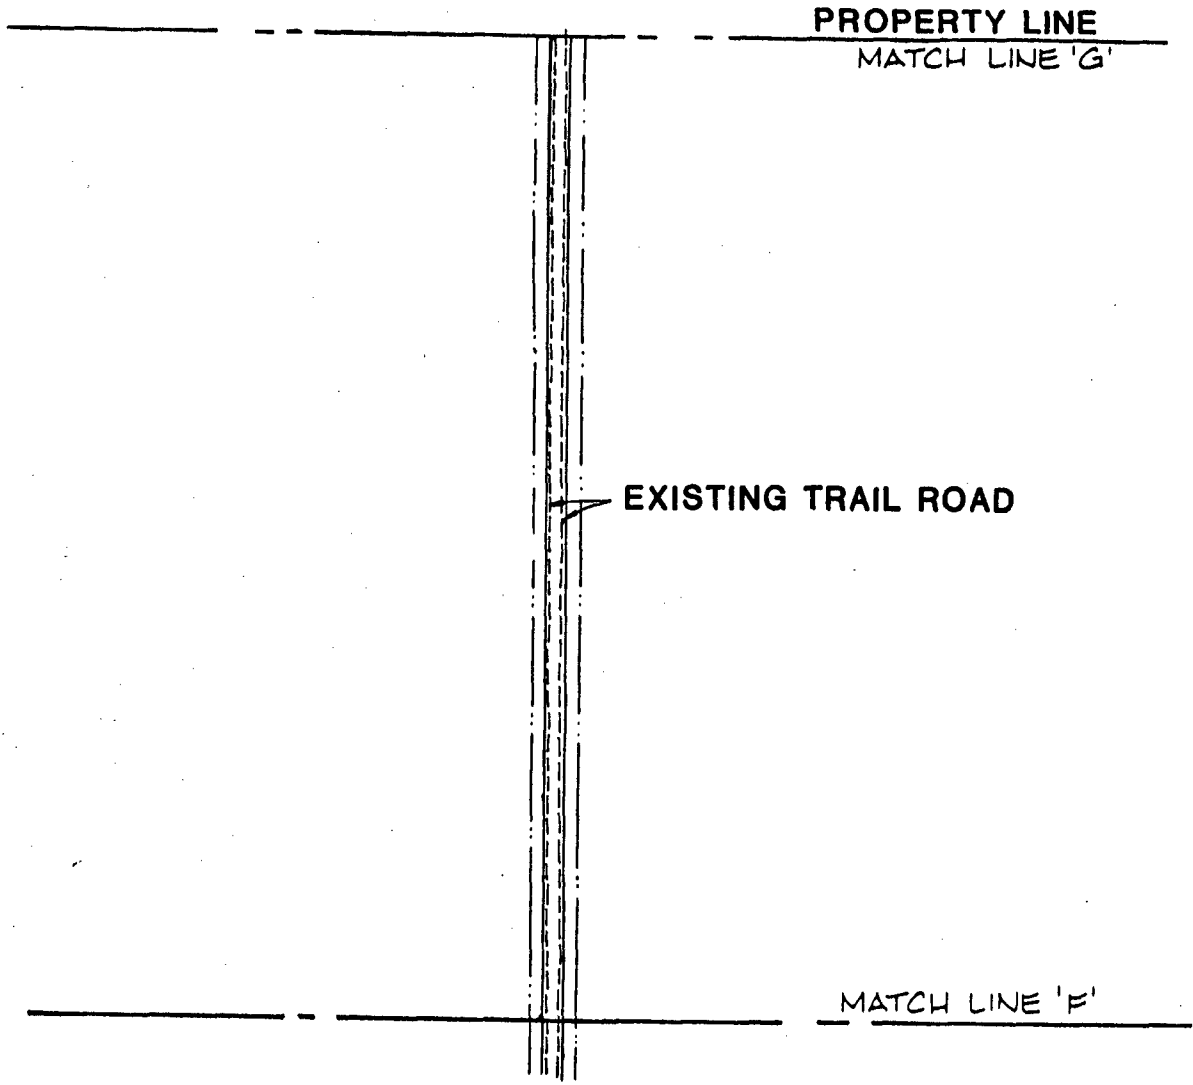 PROPERTY LINE
MATCH LINE 'G'
EXISTING TRAIL ROAD
MATCH LINE 'F'